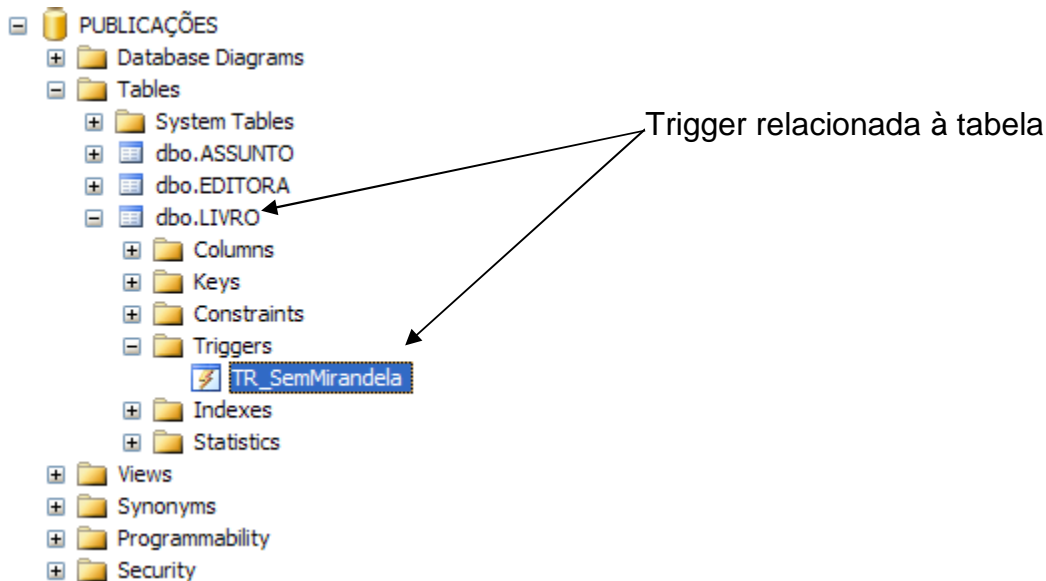 PUBLICAÇÕES
Database Diagrams
Tables
Trigger relacionada à tabela
System Tables
dbo.ASSUNTO
dbo.EDITORA
dbo.LIVRO
Columns
Keys
Constraints
Triggers
TR_SemMirandela
Indexes
Statistics
Views
Synonyms
Programmability
Security